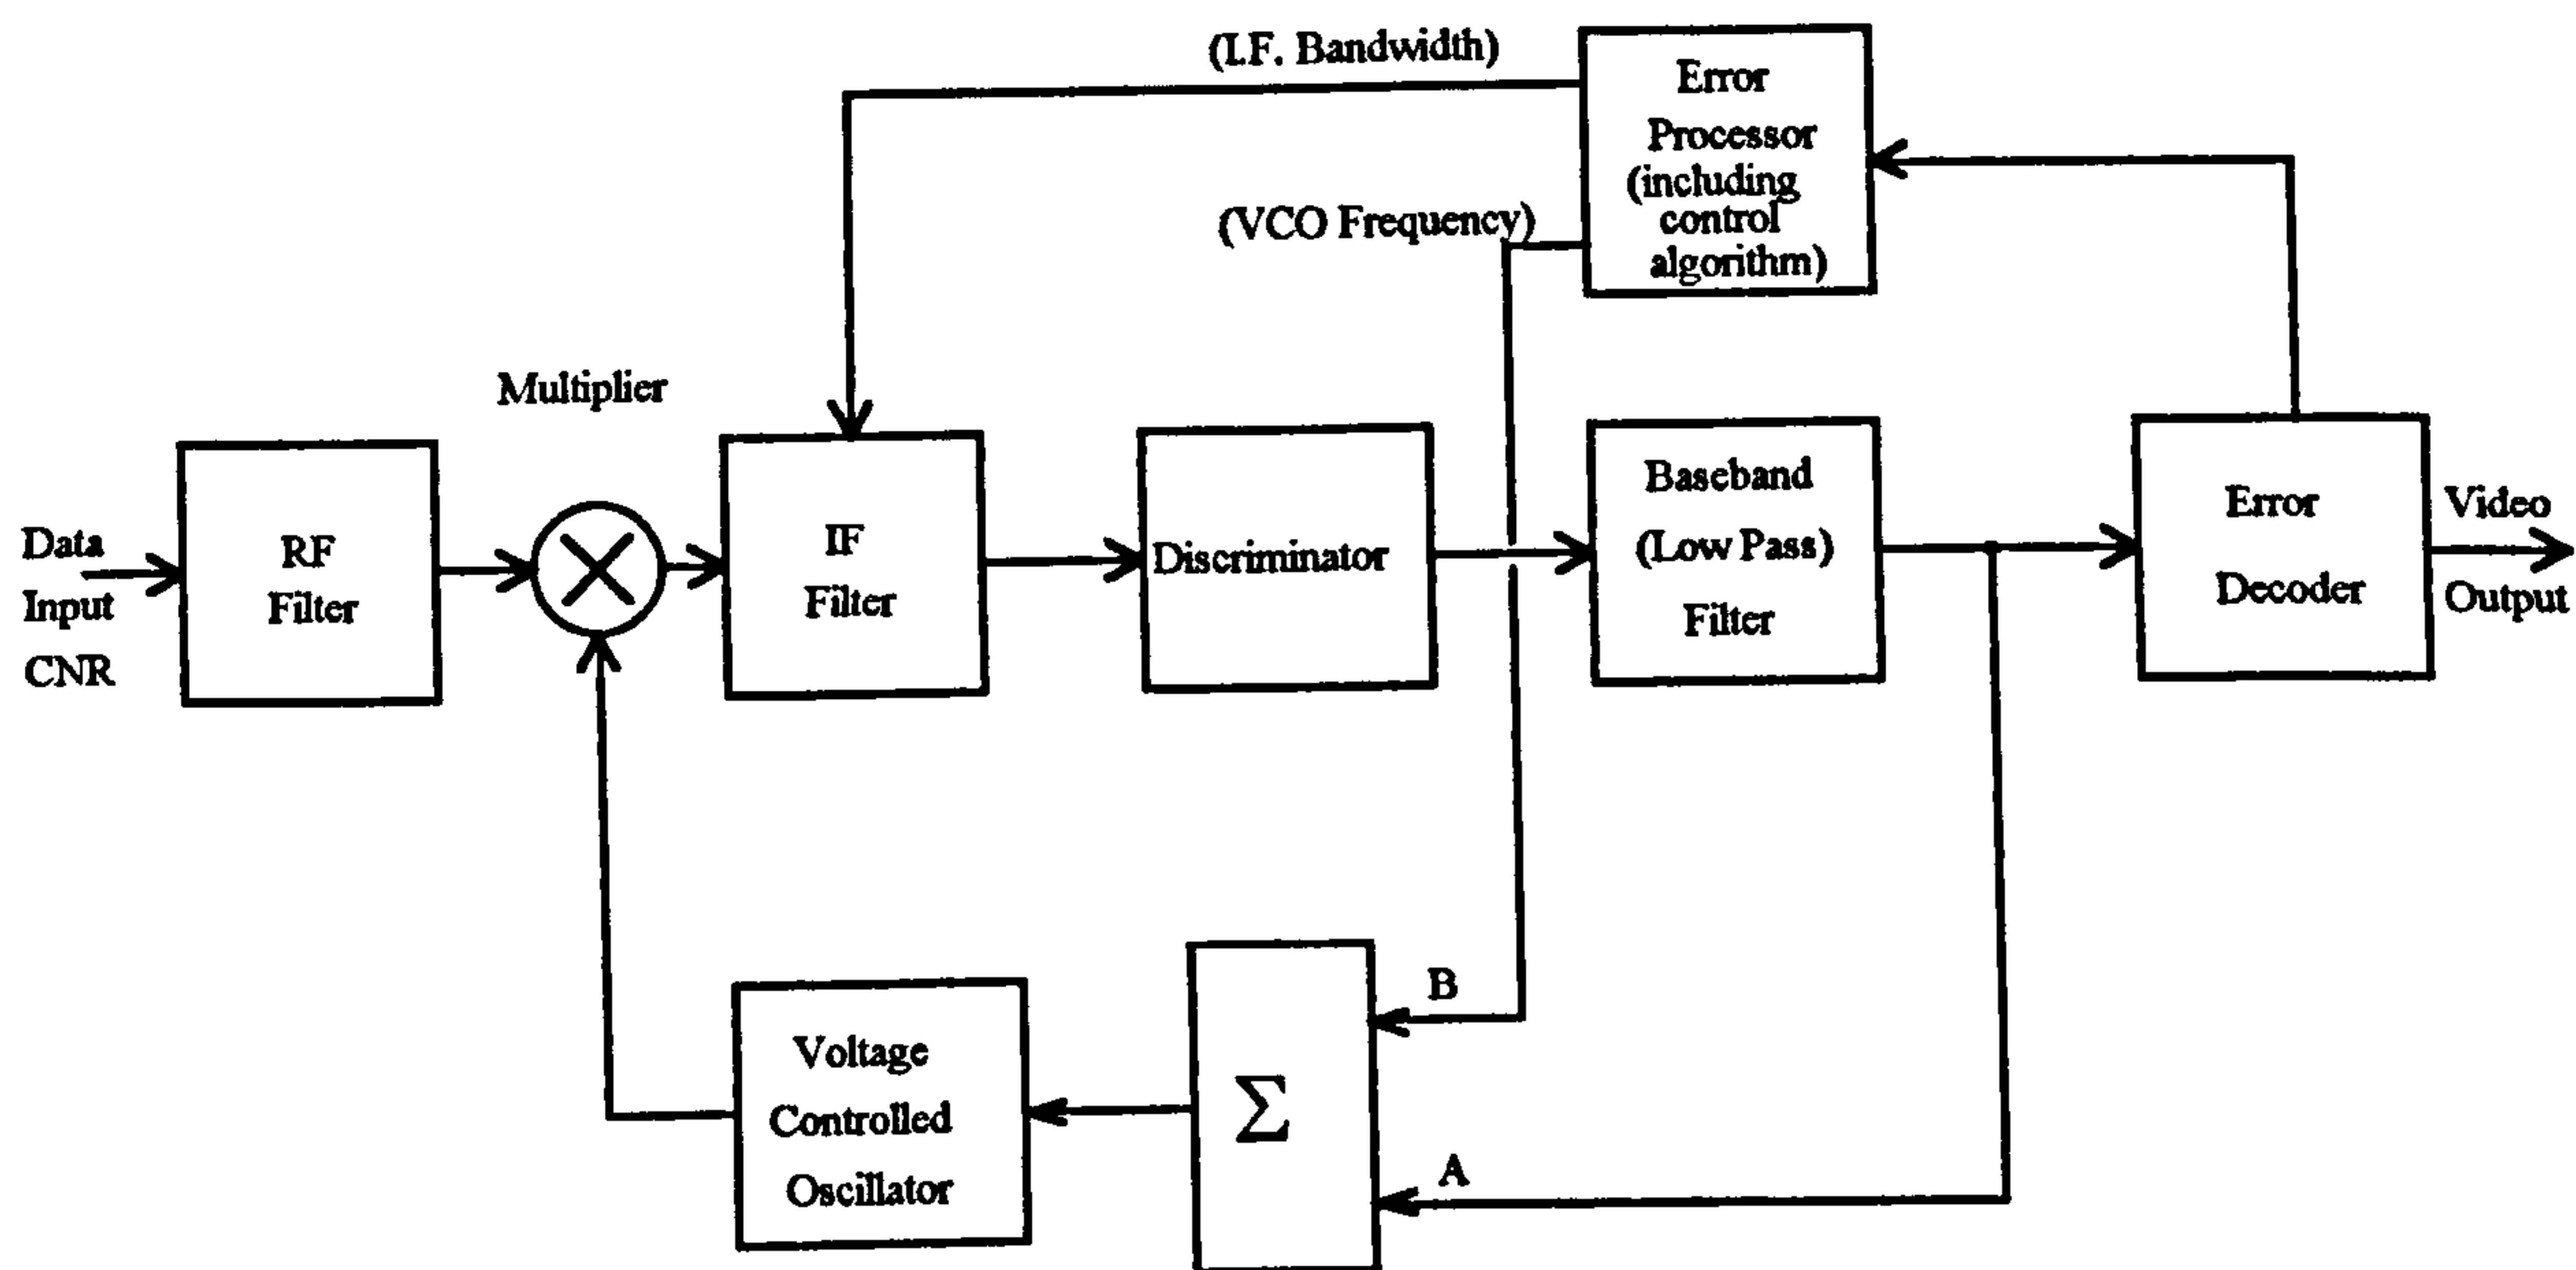 (I.F. Bandwidth)
Error
Processor
(including
control
algorithm)
(VCO Frequency)
Multiplier
Data
Input
CNR
RF
Filter
IF
Filter
Discriminator
Baseband
(Low Pass)
Filter
Error
Decoder
Video
Output
B
A
Σ
Voltage
Controlled
Oscillator